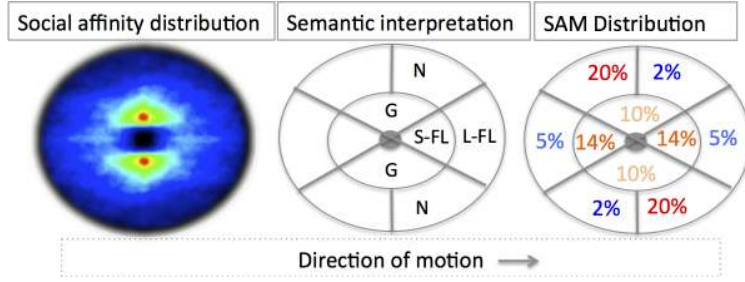 Social affinity distribution
Semantic interpretation
SAM Distribution
N
G
S-FL L-FL
G
N
20% 2%
10%
5% 14% 14% 5%
10%
2% 20%
Direction of motion